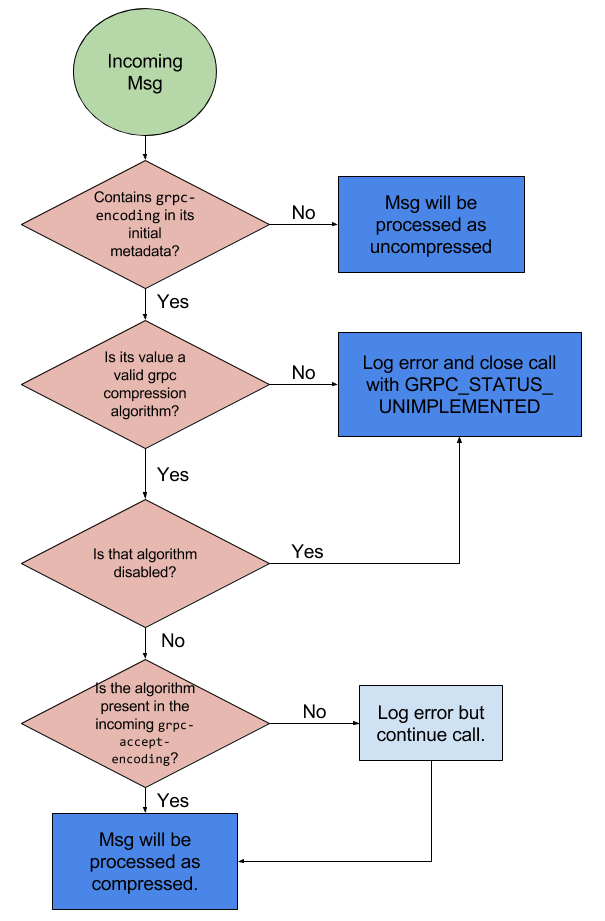 Incoming
Msg
Contains grpc-
encoding in its
initial
metadata?
No
Msg will be
processed as
uncompressed
Yes
Is its value a
valid grpc
compression
algorithm?
No
Log error and close call
with GRPC_STATUS_
UNIMPLEMENTED
Yes
Is that algorithm
disabled?
Yes
No
Is the algorithm
present in the
incoming grpc-
accept-
encoding?
No
Log error but
continue call.
Yes
Msg will be
processed as
compressed.